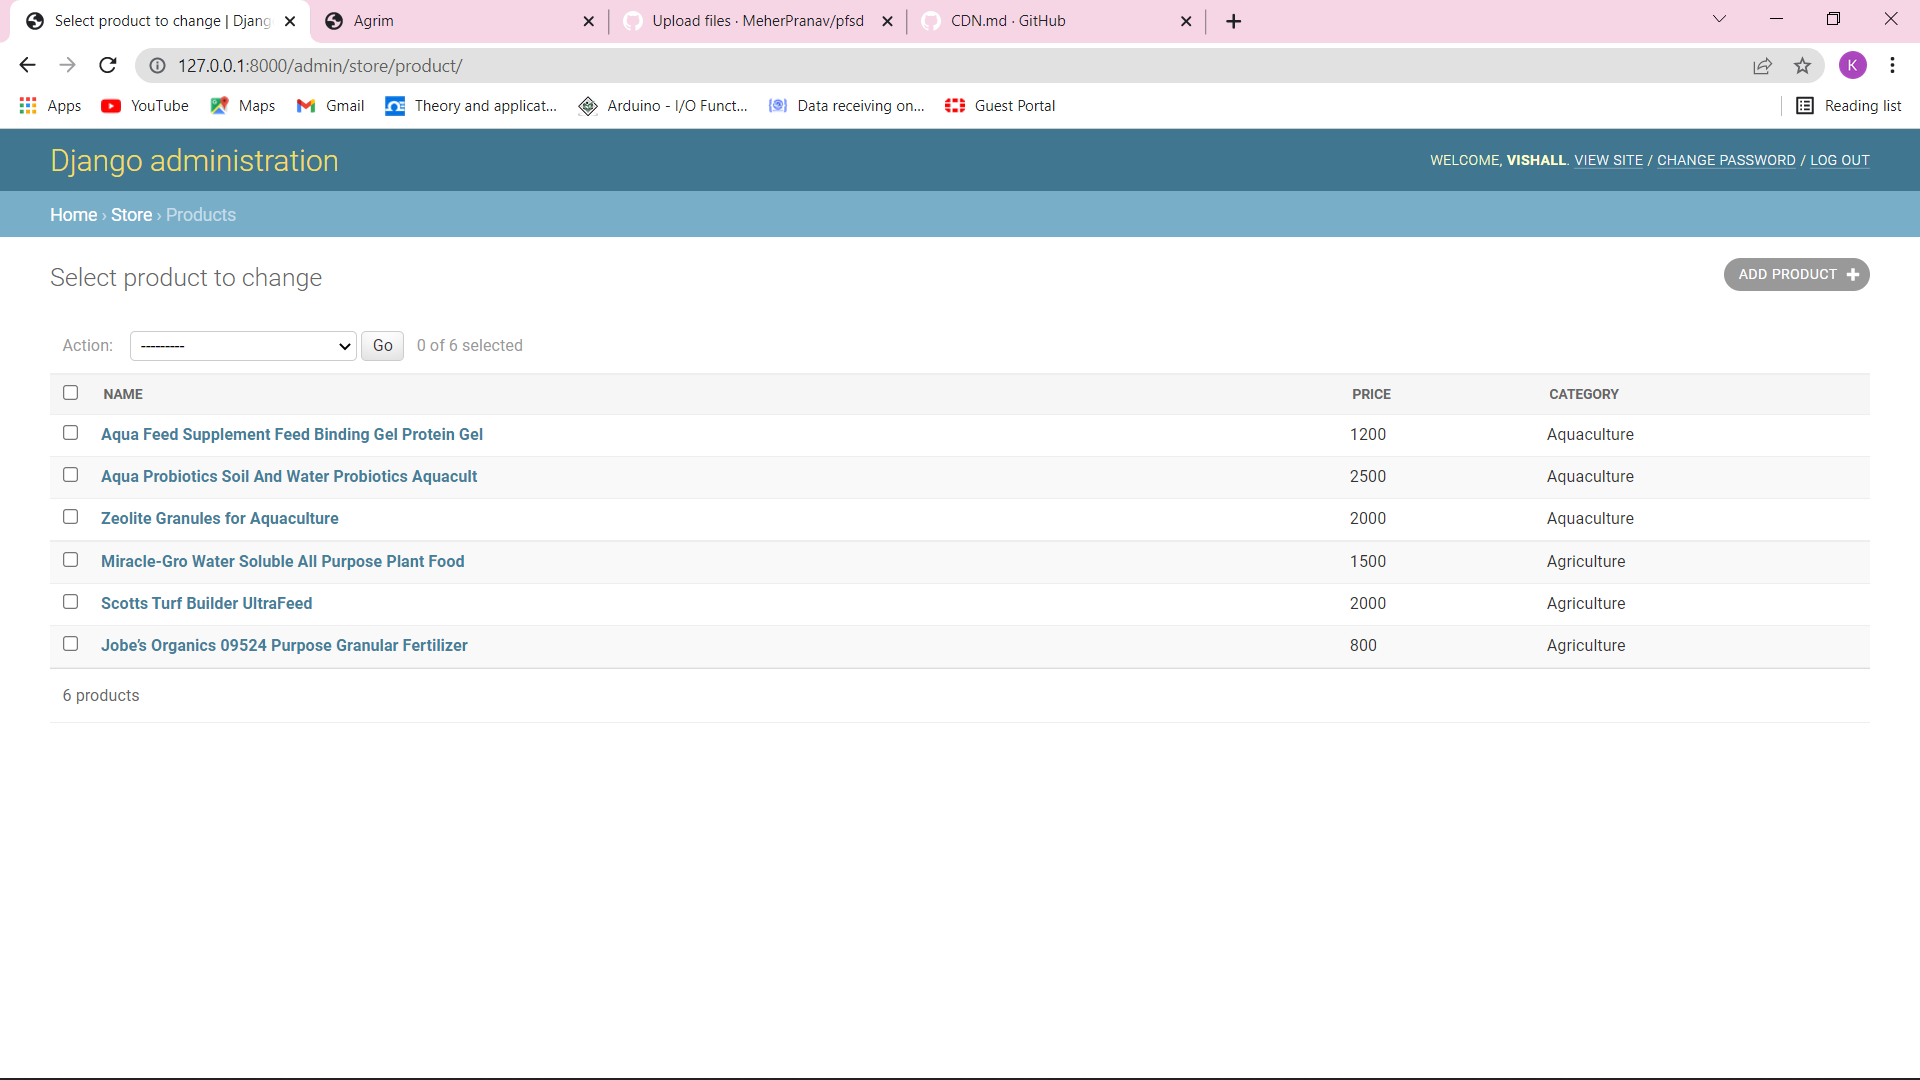 Select product to change | Djang
Agrim
Upload files · MeherPranav/pfsd
CDN.md · GitHub
127.0.0.1:8000/admin/store/product/
K
Apps
YouTube
Maps
Gmail
Theory and applicat...
Arduino - I/O Funct...
Data receiving on...
Guest Portal
Reading list
Django administration
WELCOME, VISHALL. VIEW SITE / CHANGE PASSWORD / LOG OUT
Home › Store › Products
Select product to change
ADD PRODUCT
Action: --------- Go 0 of 6 selected
NAME PRICE CATEGORY
Aqua Feed Supplement Feed Binding Gel Protein Gel 1200 Aquaculture
Aqua Probiotics Soil And Water Probiotics Aquacult 2500 Aquaculture
Zeolite Granules for Aquaculture 2000 Aquaculture
Miracle-Gro Water Soluble All Purpose Plant Food 1500 Agriculture
Scotts Turf Builder UltraFeed 2000 Agriculture
Jobe’s Organics 09524 Purpose Granular Fertilizer 800 Agriculture
6 products